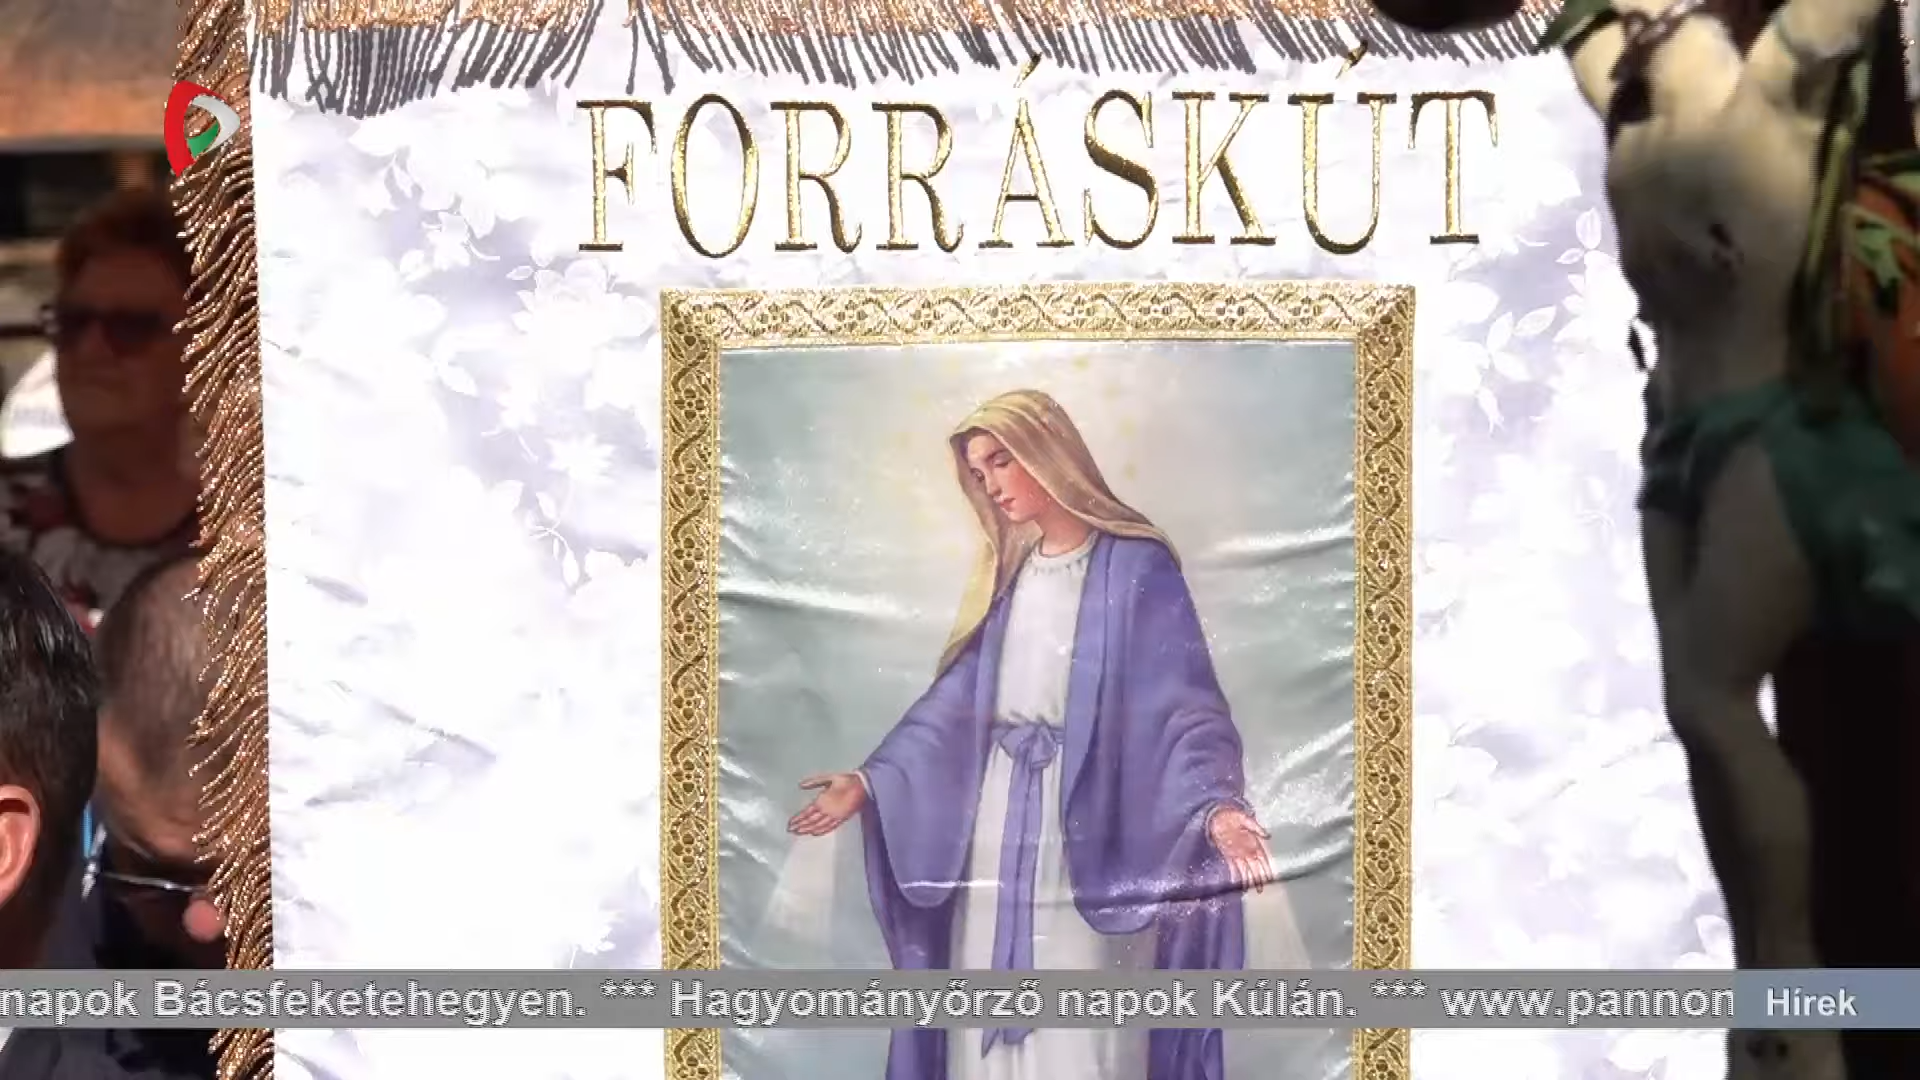 FORRÁSKÚT
napok Bácsfeketehegyen. *** Hagyományőrző napok Kúlán. *** www.pannon
Hírek